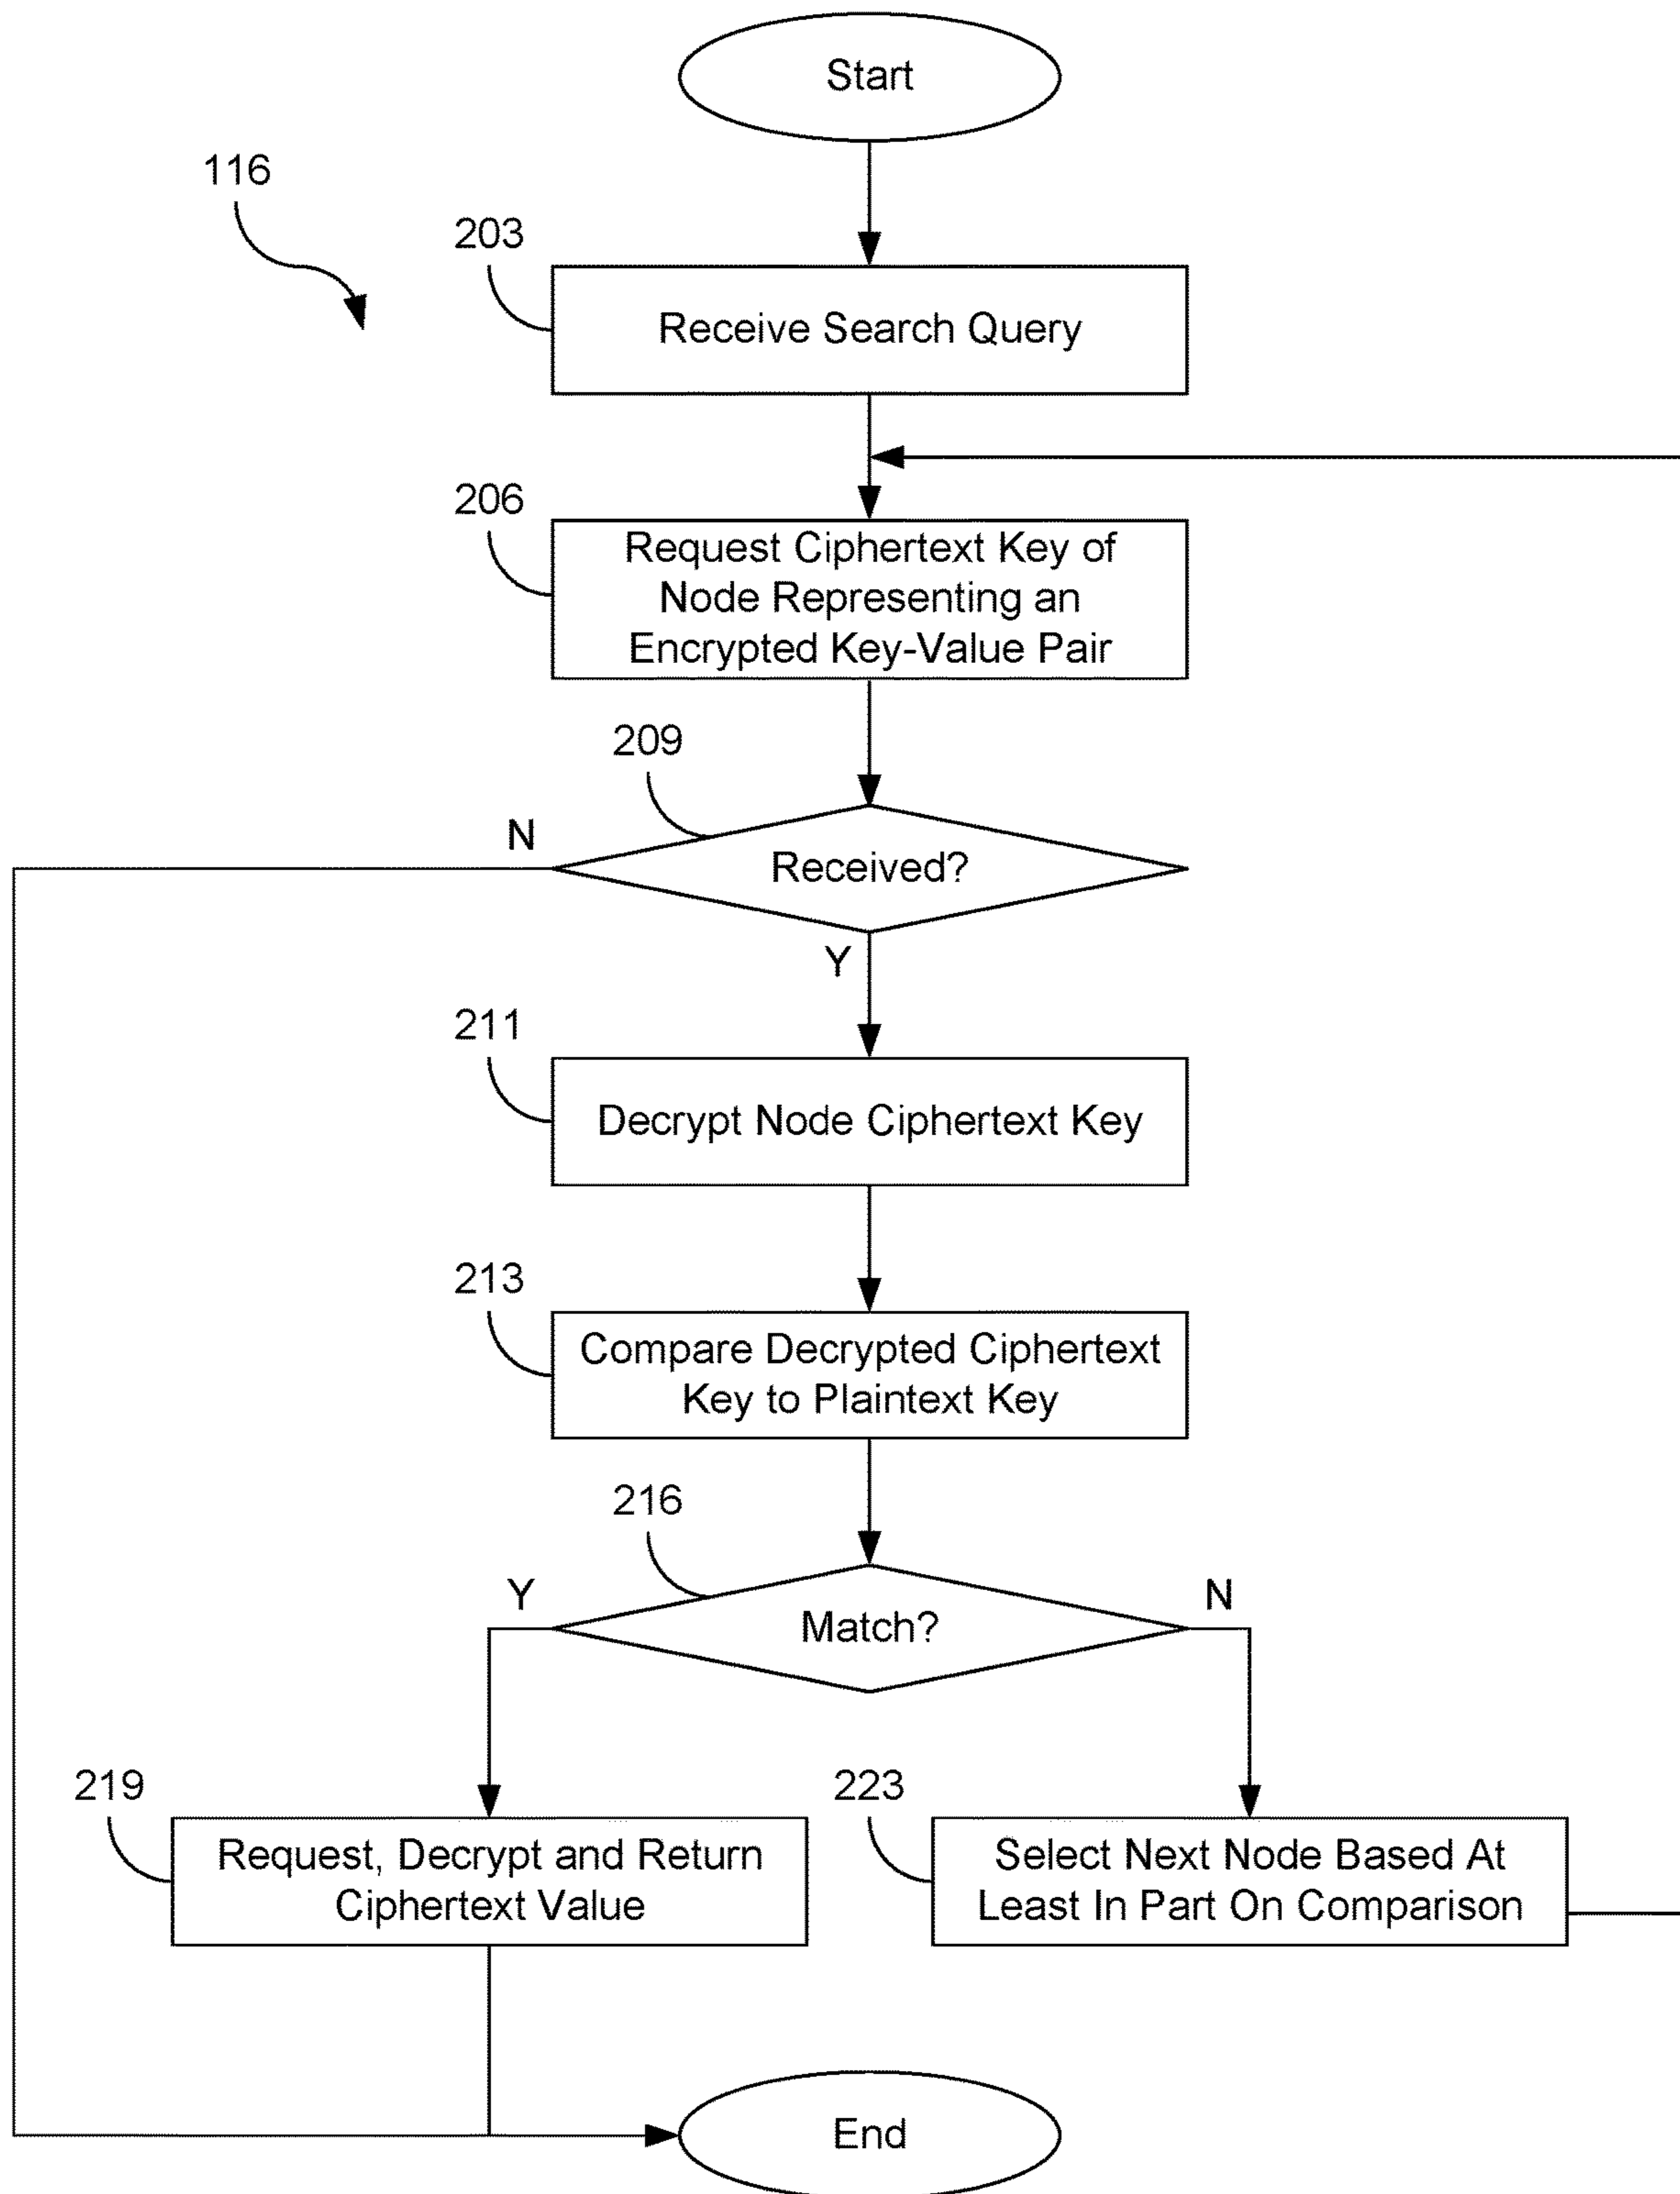 Start
116
203
Receive Search Query
206
Request Ciphertext Key of
Node Representing an
Encrypted Key-Value Pair
209
N
Received?
Y
211
Decrypt Node Ciphertext Key
213
Compare Decrypted Ciphertext
Key to Plaintext Key
216
Y
Match?
N
219
Request, Decrypt and Return
Ciphertext Value
223
Select Next Node Based At
Least In Part On Comparison
End